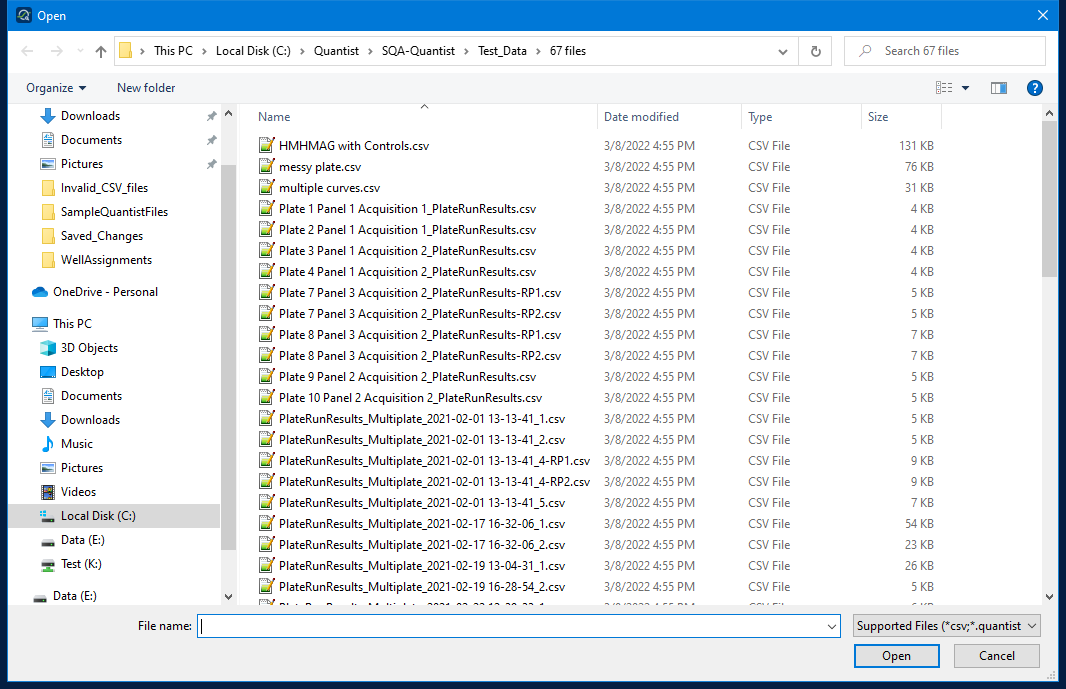 Open
This PC > Local Disk (C:) > Quantist > SQA-Quantist > Test_Data > 67 files
Search 67 files
Organize
New folder
Downloads
Documents
Pictures
Invalid_CSV_files
SampleQuantistFiles
Saved_Changes
WellAssignments
OneDrive - Personal
This PC
3D Objects
Desktop
Documents
Downloads
Music
Pictures
Videos
Local Disk (C:)
Data (E:)
Test (K:)
Data (E:)
Name Date modified Type Size
HMHMAG with Controls.csv 3/8/2022 4:55 PM CSV File 131 KB
messy plate.csv 3/8/2022 4:55 PM CSV File 76 KB
multiple curves.csv 3/8/2022 4:55 PM CSV File 31 KB
Plate 1 Panel 1 Acquisition 1_PlateRunResults.csv 3/8/2022 4:55 PM CSV File 4 KB
Plate 2 Panel 1 Acquisition 1_PlateRunResults.csv 3/8/2022 4:55 PM CSV File 4 KB
Plate 3 Panel 1 Acquisition 2_PlateRunResults.csv 3/8/2022 4:55 PM CSV File 4 KB
Plate 4 Panel 1 Acquisition 2_PlateRunResults.csv 3/8/2022 4:55 PM CSV File 4 KB
Plate 7 Panel 3 Acquisition 2_PlateRunResults-RP1.csv 3/8/2022 4:55 PM CSV File 5 KB
Plate 7 Panel 3 Acquisition 2_PlateRunResults-RP2.csv 3/8/2022 4:55 PM CSV File 5 KB
Plate 8 Panel 3 Acquisition 2_PlateRunResults-RP1.csv 3/8/2022 4:55 PM CSV File 7 KB
Plate 8 Panel 3 Acquisition 2_PlateRunResults-RP2.csv 3/8/2022 4:55 PM CSV File 7 KB
Plate 9 Panel 2 Acquisition 2_PlateRunResults.csv 3/8/2022 4:55 PM CSV File 5 KB
Plate 10 Panel 2 Acquisition 2_PlateRunResults.csv 3/8/2022 4:55 PM CSV File 5 KB
PlateRunResults_Multiplate_2021-02-01 13-13-41_1.csv 3/8/2022 4:55 PM CSV File 5 KB
PlateRunResults_Multiplate_2021-02-01 13-13-41_2.csv 3/8/2022 4:55 PM CSV File 5 KB
PlateRunResults_Multiplate_2021-02-01 13-13-41_4-RP1.csv 3/8/2022 4:55 PM CSV File 9 KB
PlateRunResults_Multiplate_2021-02-01 13-13-41_4-RP2.csv 3/8/2022 4:55 PM CSV File 9 KB
PlateRunResults_Multiplate_2021-02-01 13-13-41_5.csv 3/8/2022 4:55 PM CSV File 7 KB
PlateRunResults_Multiplate_2021-02-17 16-32-06_1.csv 3/8/2022 4:55 PM CSV File 54 KB
PlateRunResults_Multiplate_2021-02-17 16-32-06_2.csv 3/8/2022 4:55 PM CSV File 23 KB
PlateRunResults_Multiplate_2021-02-19 13-04-31_1.csv 3/8/2022 4:55 PM CSV File 26 KB
PlateRunResults_Multiplate_2021-02-19 16-28-54_2.csv 3/8/2022 4:55 PM CSV File 5 KB
File name:
Supported Files (*csv;*.quantist
Open
Cancel